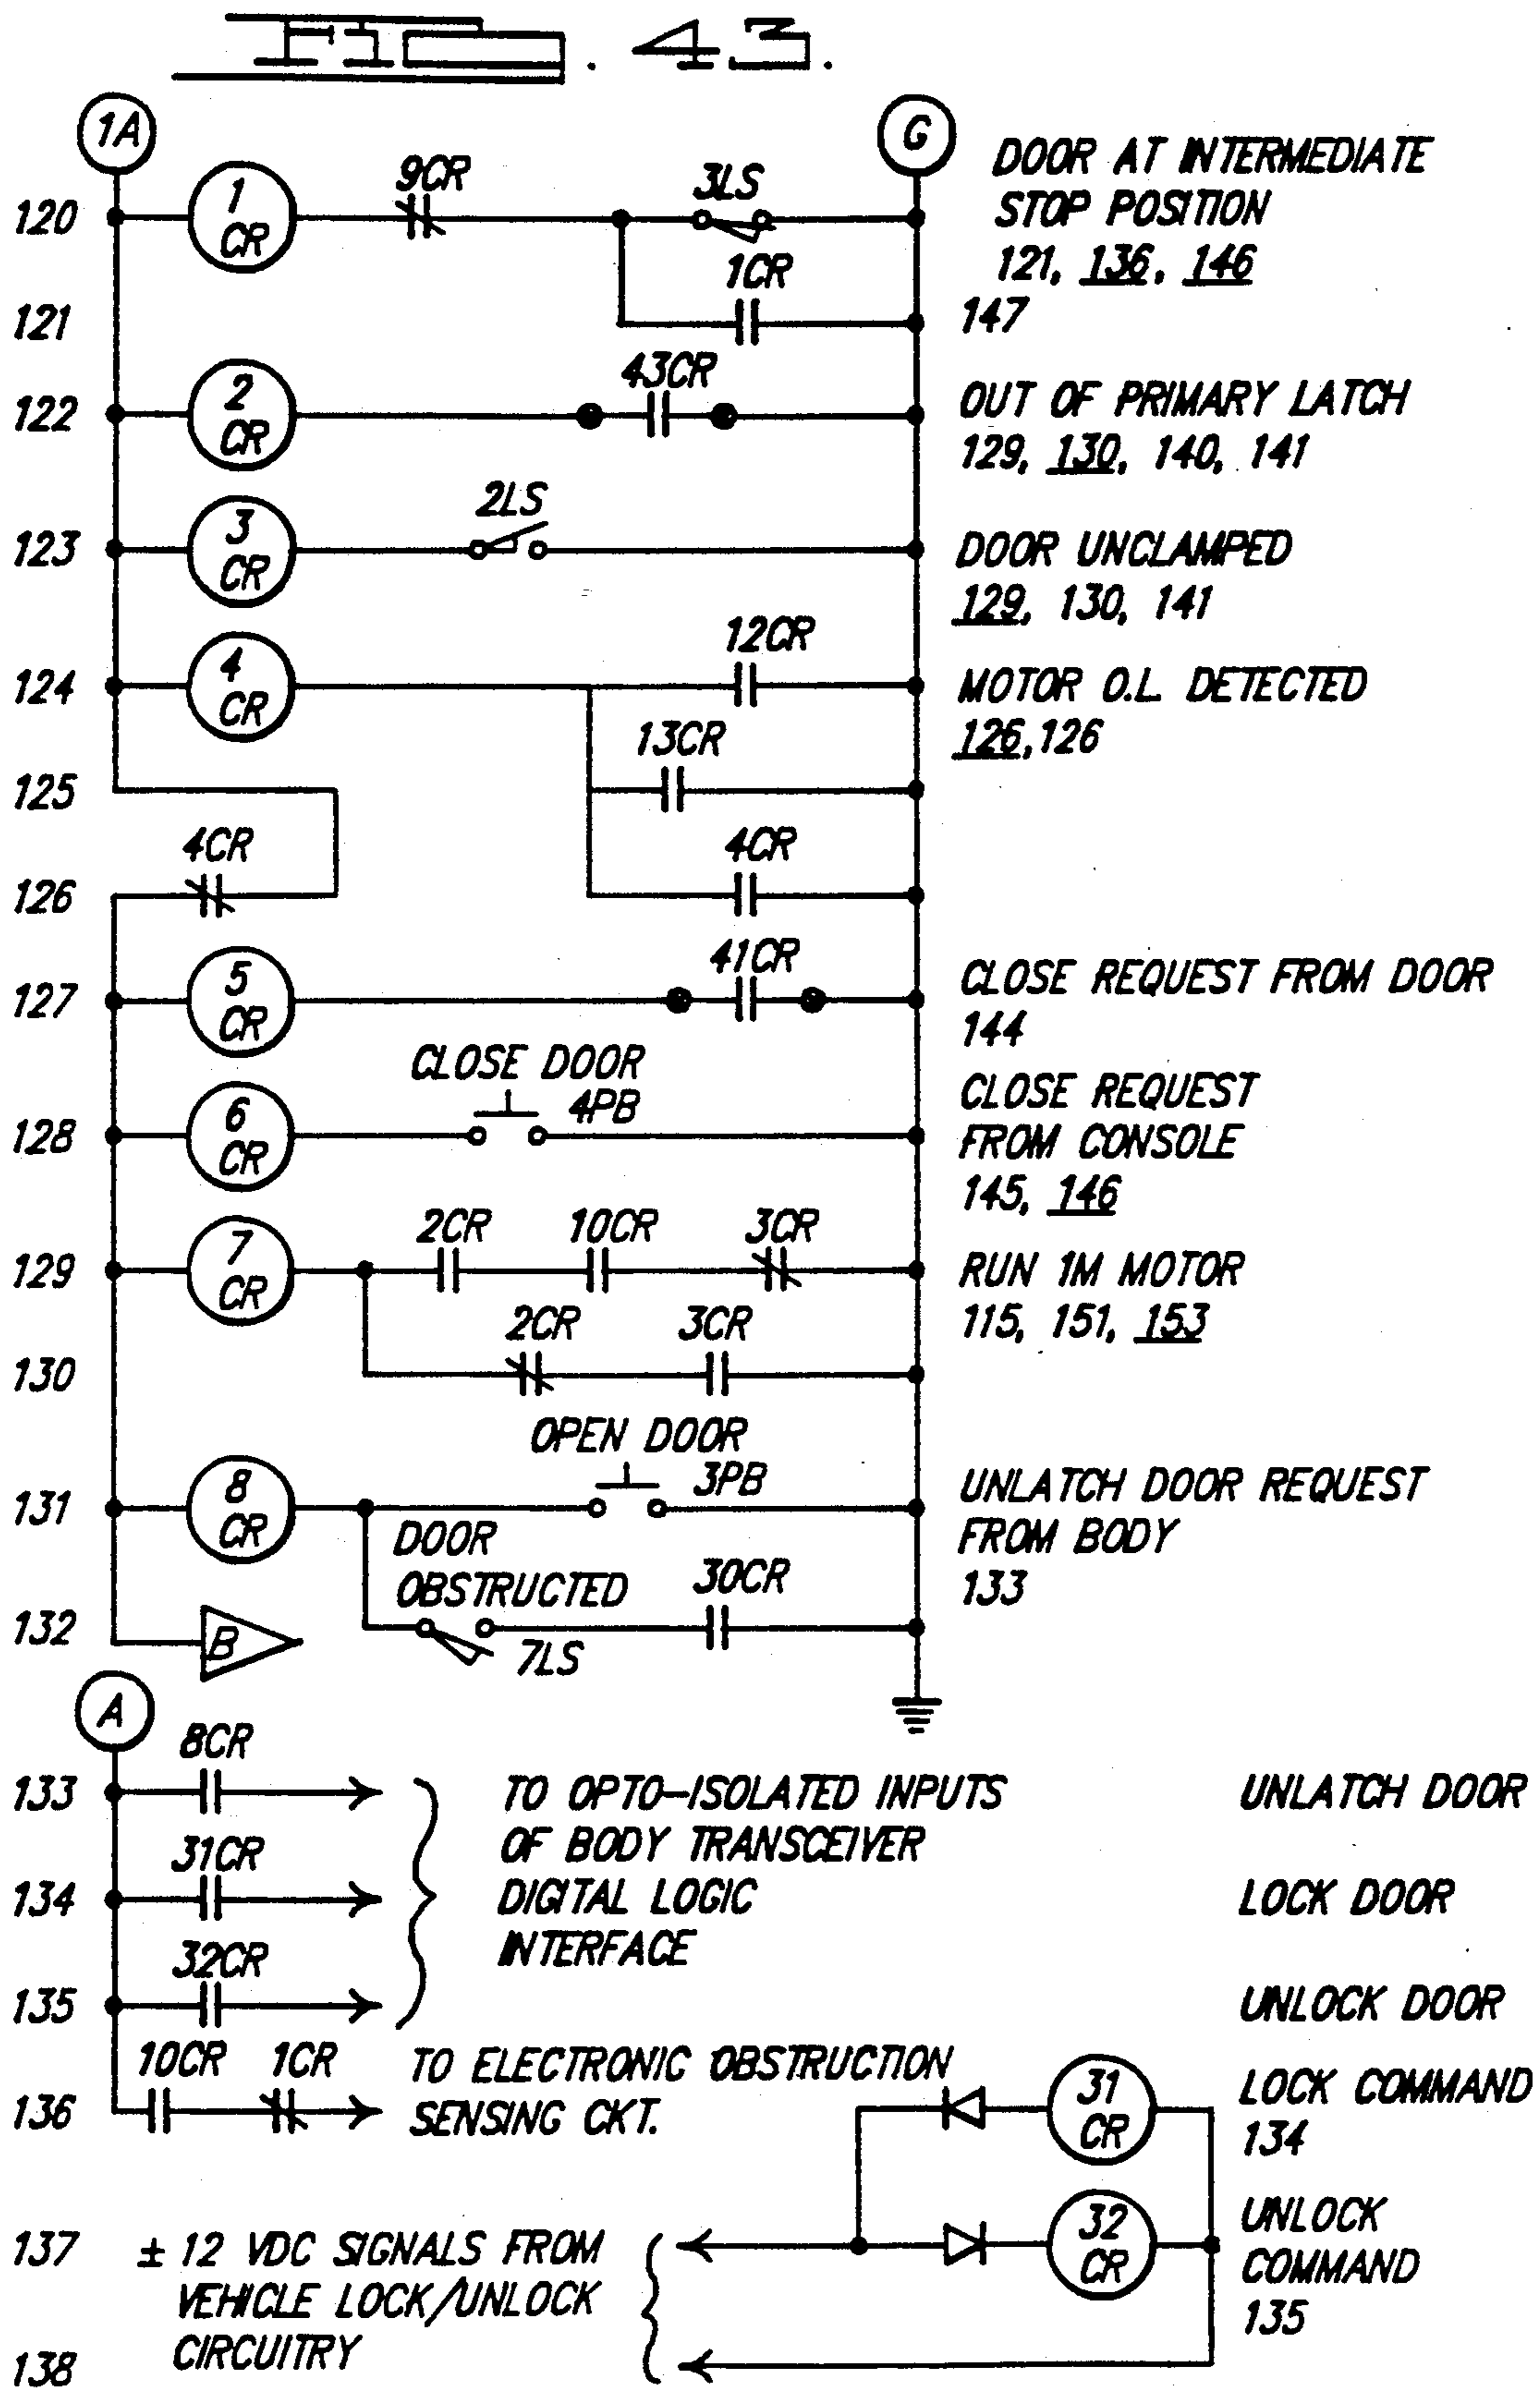 FIG. 43.
1A
G
120
1 CR
9CR
3LS
DOOR AT INTERMEDIATE
STOP POSITION
121, 136, 146
1CR
121
147
122
2 CR
43CR
OUT OF PRIMARY LATCH
129, 130, 140, 141
123
3 CR
2LS
DOOR UNCLAMPED
129, 130, 141
124
4 CR
12CR
MOTOR O.L. DETECTED
126, 126
125
13CR
126
4CR
4CR
127
5 CR
41CR
CLOSE REQUEST FROM DOOR
144
128
6 CR
CLOSE DOOR
4PB
CLOSE REQUEST
FROM CONSOLE
145, 146
129
7 CR
2CR
10CR
3CR
RUN 1M MOTOR
115, 151, 153
130
2CR
3CR
131
8 CR
OPEN DOOR
3PB
UNLATCH DOOR REQUEST
FROM BODY
133
132
DOOR
OBSTRUCTED
7LS
30CR
B
A
133
8CR
TO OPTO-ISOLATED INPUTS
OF BODY TRANSCEIVER
DIGITAL LOGIC
INTERFACE
UNLATCH DOOR
134
31CR
LOCK DOOR
135
32CR
UNLOCK DOOR
136
10CR
1CR
TO ELECTRONIC OBSTRUCTION
SENSING CKT.
31 CR
LOCK COMMAND
134
137
± 12 VDC SIGNALS FROM
VEHICLE LOCK/UNLOCK
CIRCUITRY
32 CR
UNLOCK
COMMAND
135
138